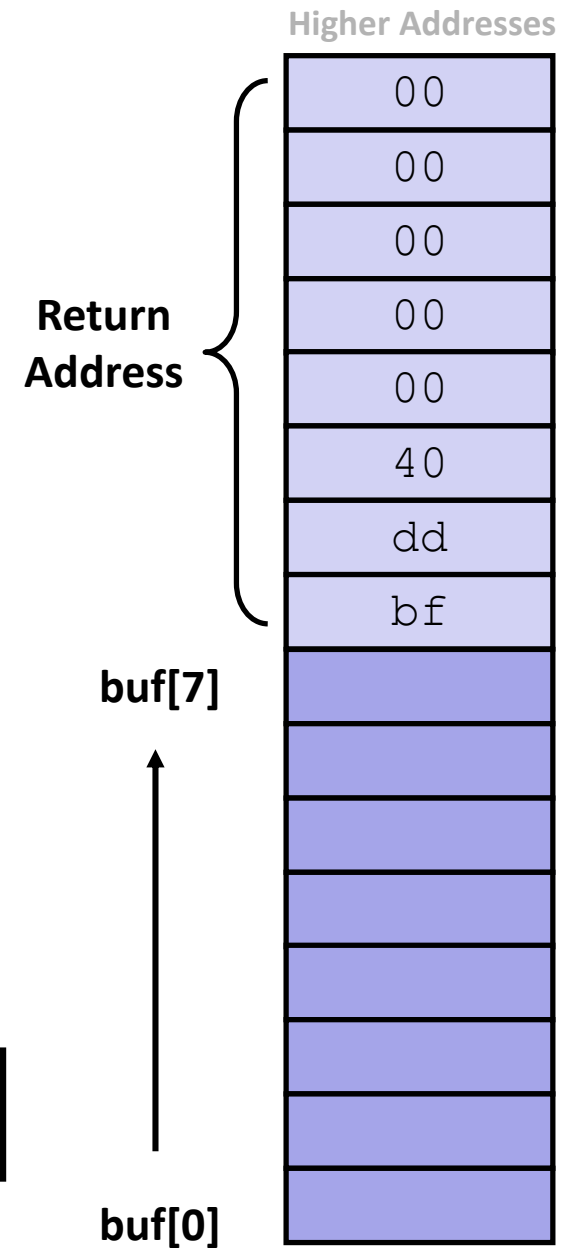 Higher Addresses
00
00
00
00
00
40
dd
bf
Return
Address
buf[7]
buf[0]